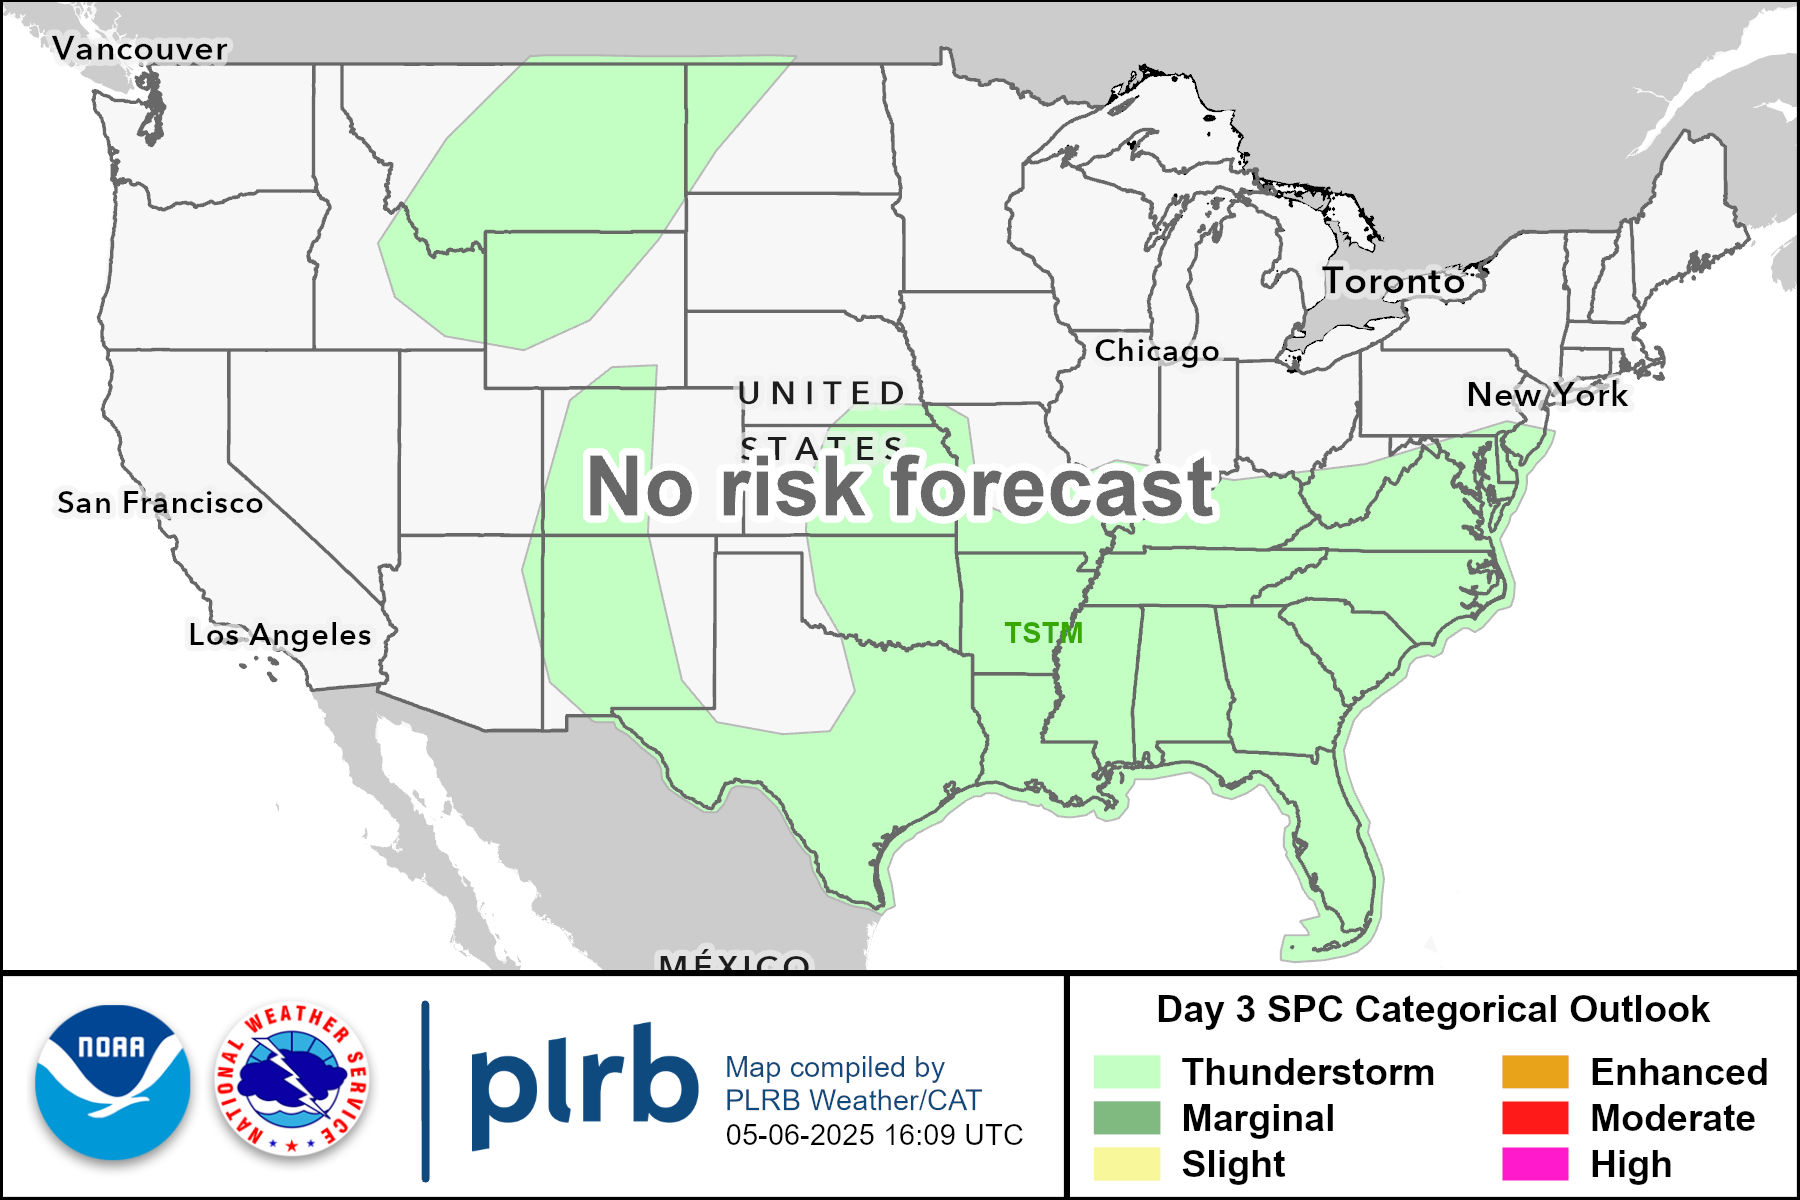 Vancouver
Toronto
Chicago
UNITED
New York
STATES
No risk forecast
San Francisco
Los Angeles
TSTM
MÉXICO
NOAA
NATIONAL WEATHER SERVICE
plrb
Map compiled by
PLRB Weather/CAT
05-06-2025 16:09 UTC
Day 3 SPC Categorical Outlook
Thunderstorm
Enhanced
Marginal
Moderate
Slight
High